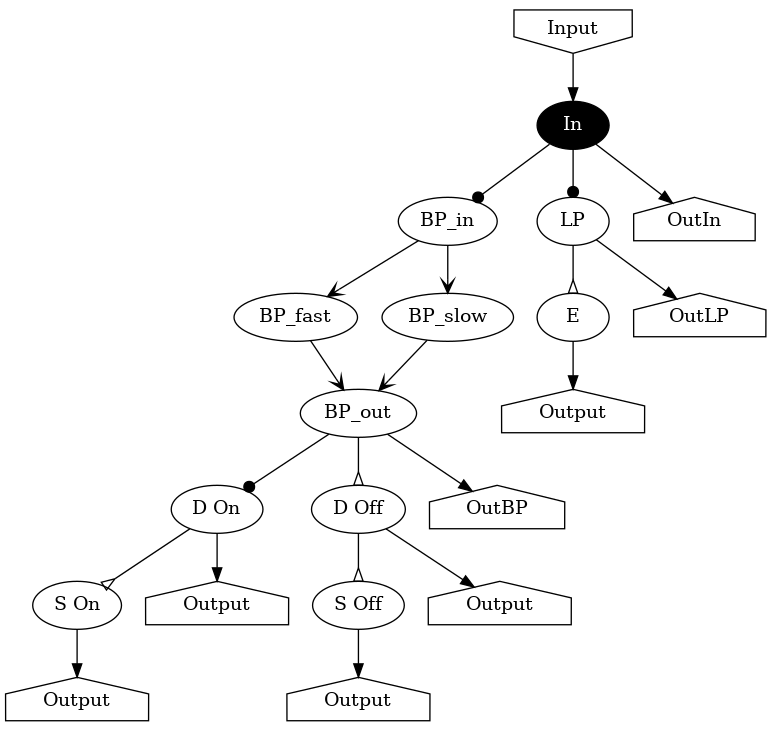 Input
In
BP_in
LP
OutIn
BP_fast
BP_slow
E
OutLP
BP_out
Output
D On
D Off
OutBP
S On
Output
S Off
Output
Output
Output